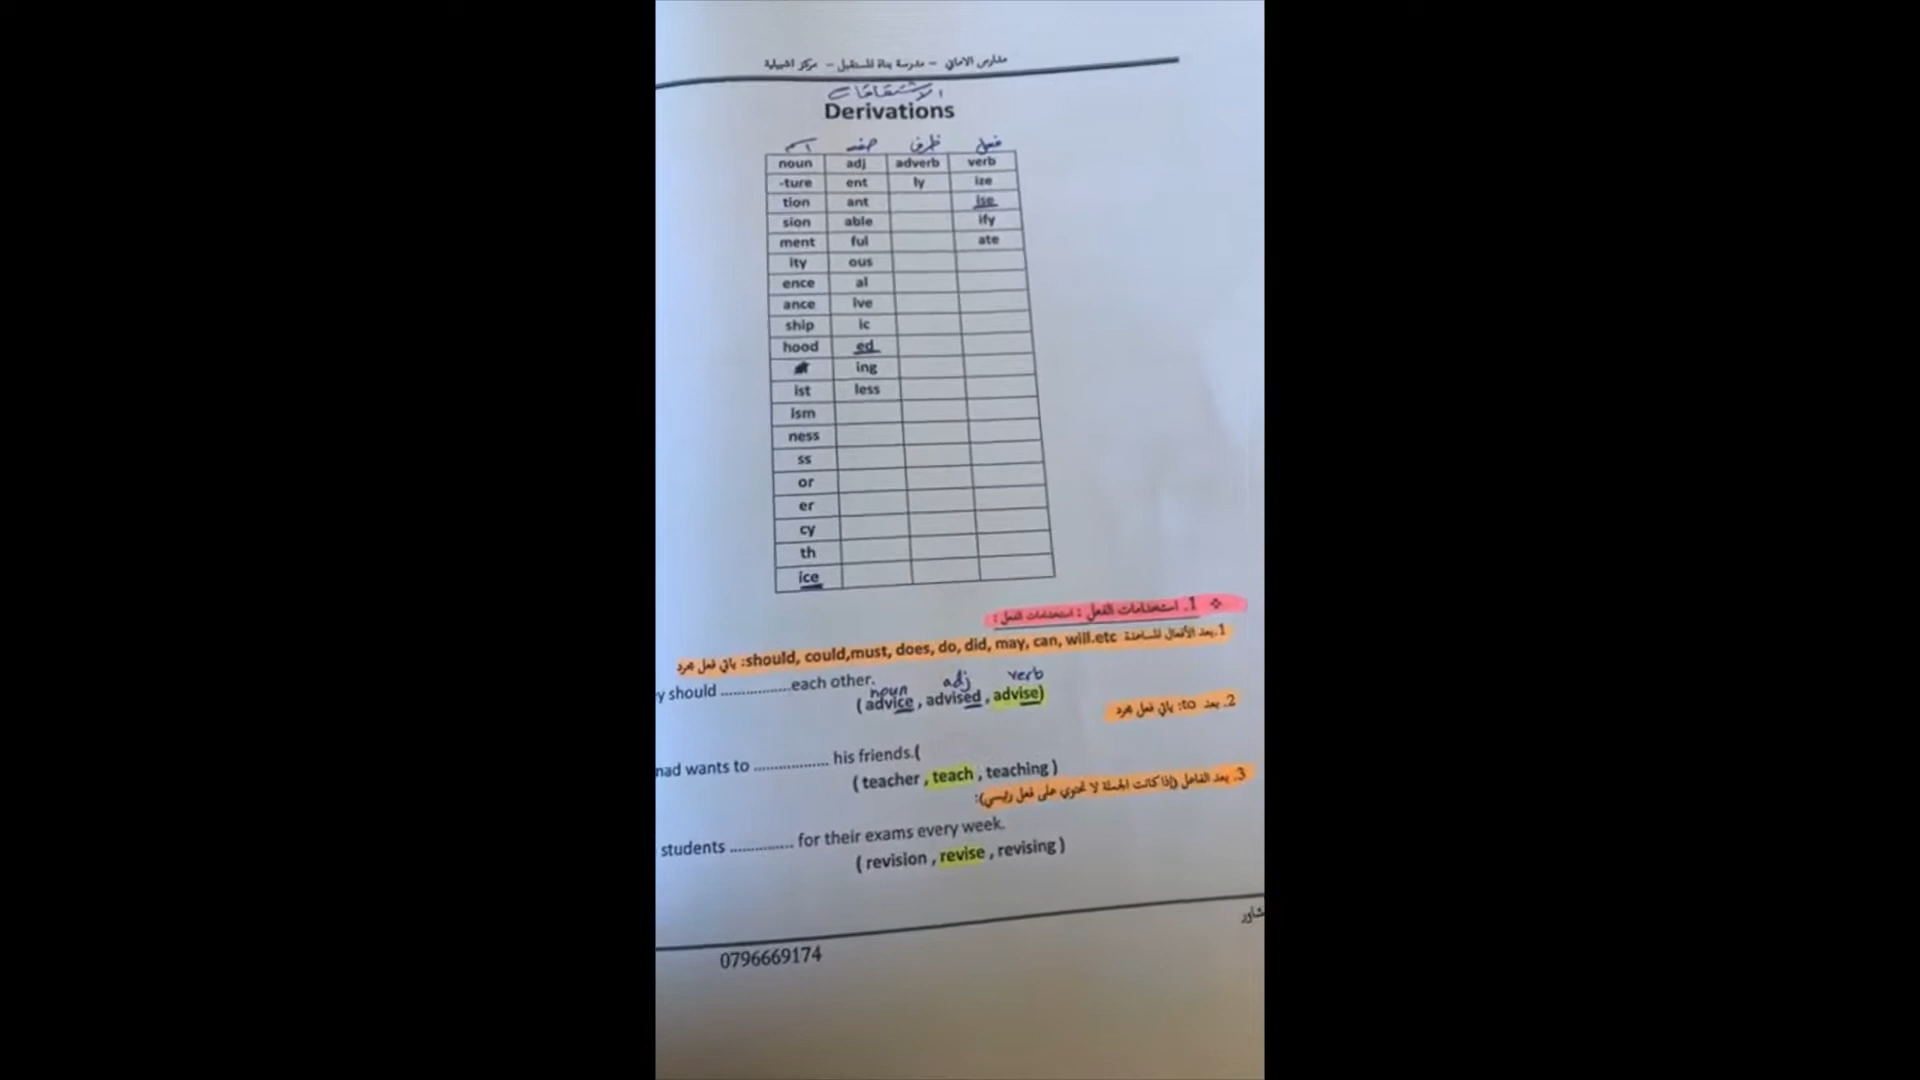 مدارس الاماني – مدرسة بناة المستقبل – مركز اشبيلية
الاشتقاقات
Derivations
اسم صفة ظرف فعل
noun adj adverb verb
-ture ent ly ize
tion ant ise
sion able ify
ment ful ate
ity ous
ence al
ance ive
ship ic
hood ed
ing
ist less
ism
ness
ss
or
er
cy
th
ice
❖ 1. استخدامات الفعل : استخدامات الفعل :
1. بعد الأفعال المساعدة should, could,must, does, do, did, may, can, will.etc: ياتي فعل مجرد
y should .................each other.
noun adj verb
( advice , advised , advise)
2. بعد to: ياتي فعل مجرد
nad wants to .................. his friends.(
( teacher , teach , teaching )
3. بعد الفاعل (إذا كانت الجملة لا تحتوي على فعل رئيسي):
students ............... for their exams every week.
( revision , revise , revising )
0796669174